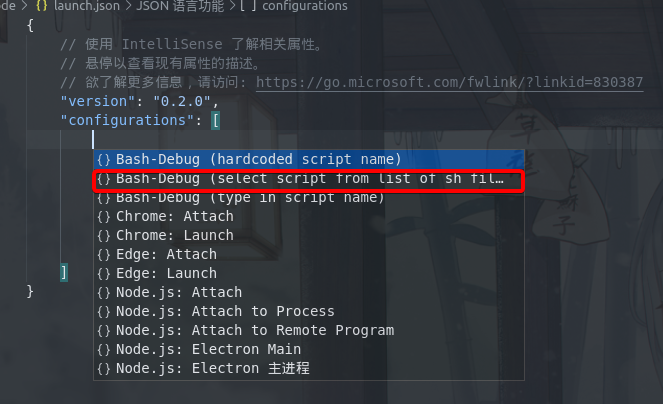 ode > {} launch.json > JSON 语言功能 > [ ] configurations
{
// 使用 IntelliSense 了解相关属性。
// 悬停以查看现有属性的描述。
// 欲了解更多信息，请访问: https://go.microsoft.com/fwlink/?linkid=830387
"version": "0.2.0",
"configurations": [
{} Bash-Debug (hardcoded script name)
{} Bash-Debug (select script from list of sh fil…
{} Bash-Debug (type in script name)
{} Chrome: Attach
{} Chrome: Launch
{} Edge: Attach
{} Edge: Launch
]
{} Node.js: Attach
}
{} Node.js: Attach to Process
{} Node.js: Attach to Remote Program
{} Node.js: Electron Main
{} Node.js: Electron 主进程